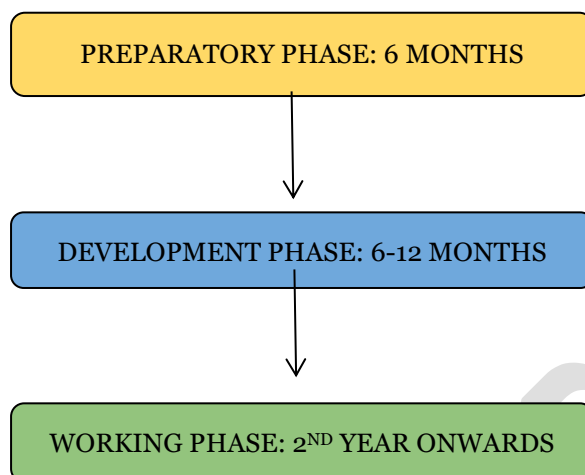 PREPARATORY PHASE: 6 MONTHS
DEVELOPMENT PHASE: 6-12 MONTHS
WORKING PHASE: 2ND YEAR ONWARDS